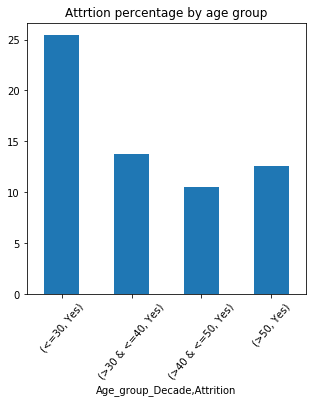 Attrtion percentage by age group
25
20
15
10
5
0
(<=30, Yes)
(>30 & <=40, Yes)
(>40 & <=50, Yes)
(>50, Yes)
Age_group_Decade,Attrition